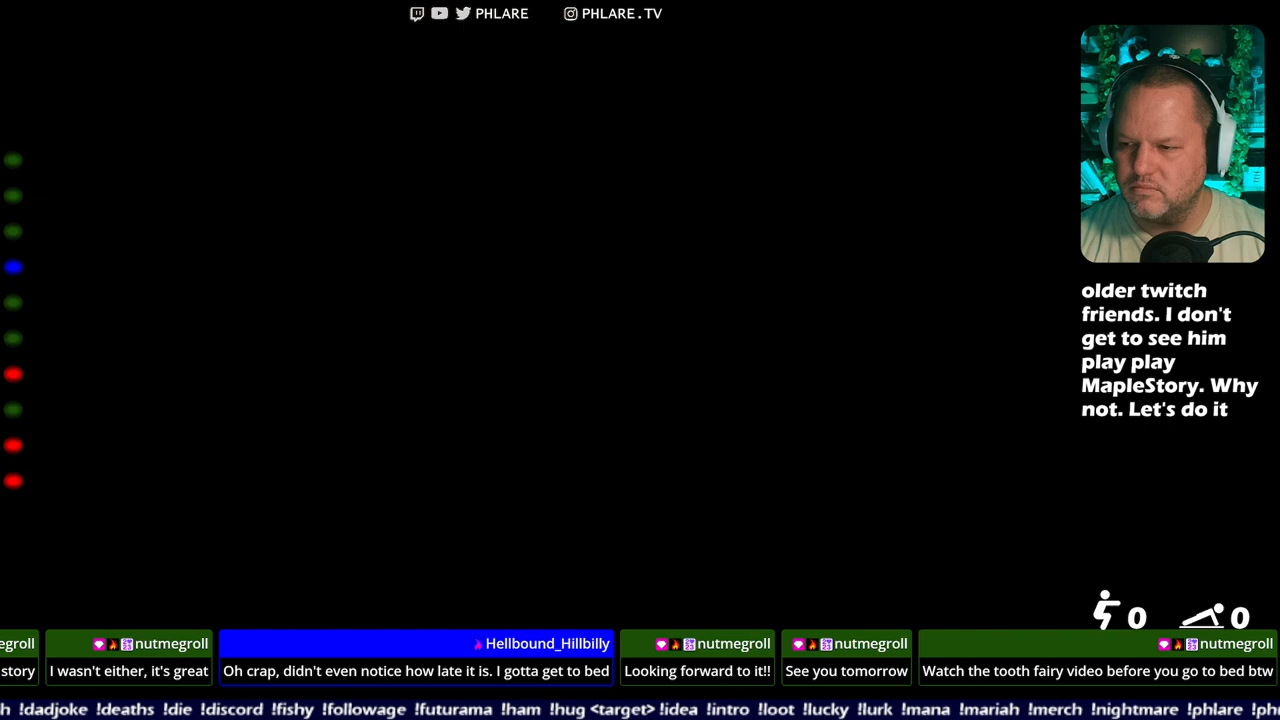 PHLARE PHLARE.TV
older twitch
friends. I don't
get to see him
play play
MapleStory. Why
not. Let's do it
0 0
egroll nutmegroll Hellbound_Hillbilly nutmegroll nutmegroll nutmegroll
story I wasn't either, it's great Oh crap, didn't even notice how late it is. I gotta get to bed Looking forward to it!! See you tomorrow Watch the tooth fairy video before you go to bed btw
h !dadjoke !deaths !die !discord !fishy !followage !futurama !ham !hug <target> !idea !intro !loot !lucky !lurk !mana !mariah !merch !nightmare !phlare !ph